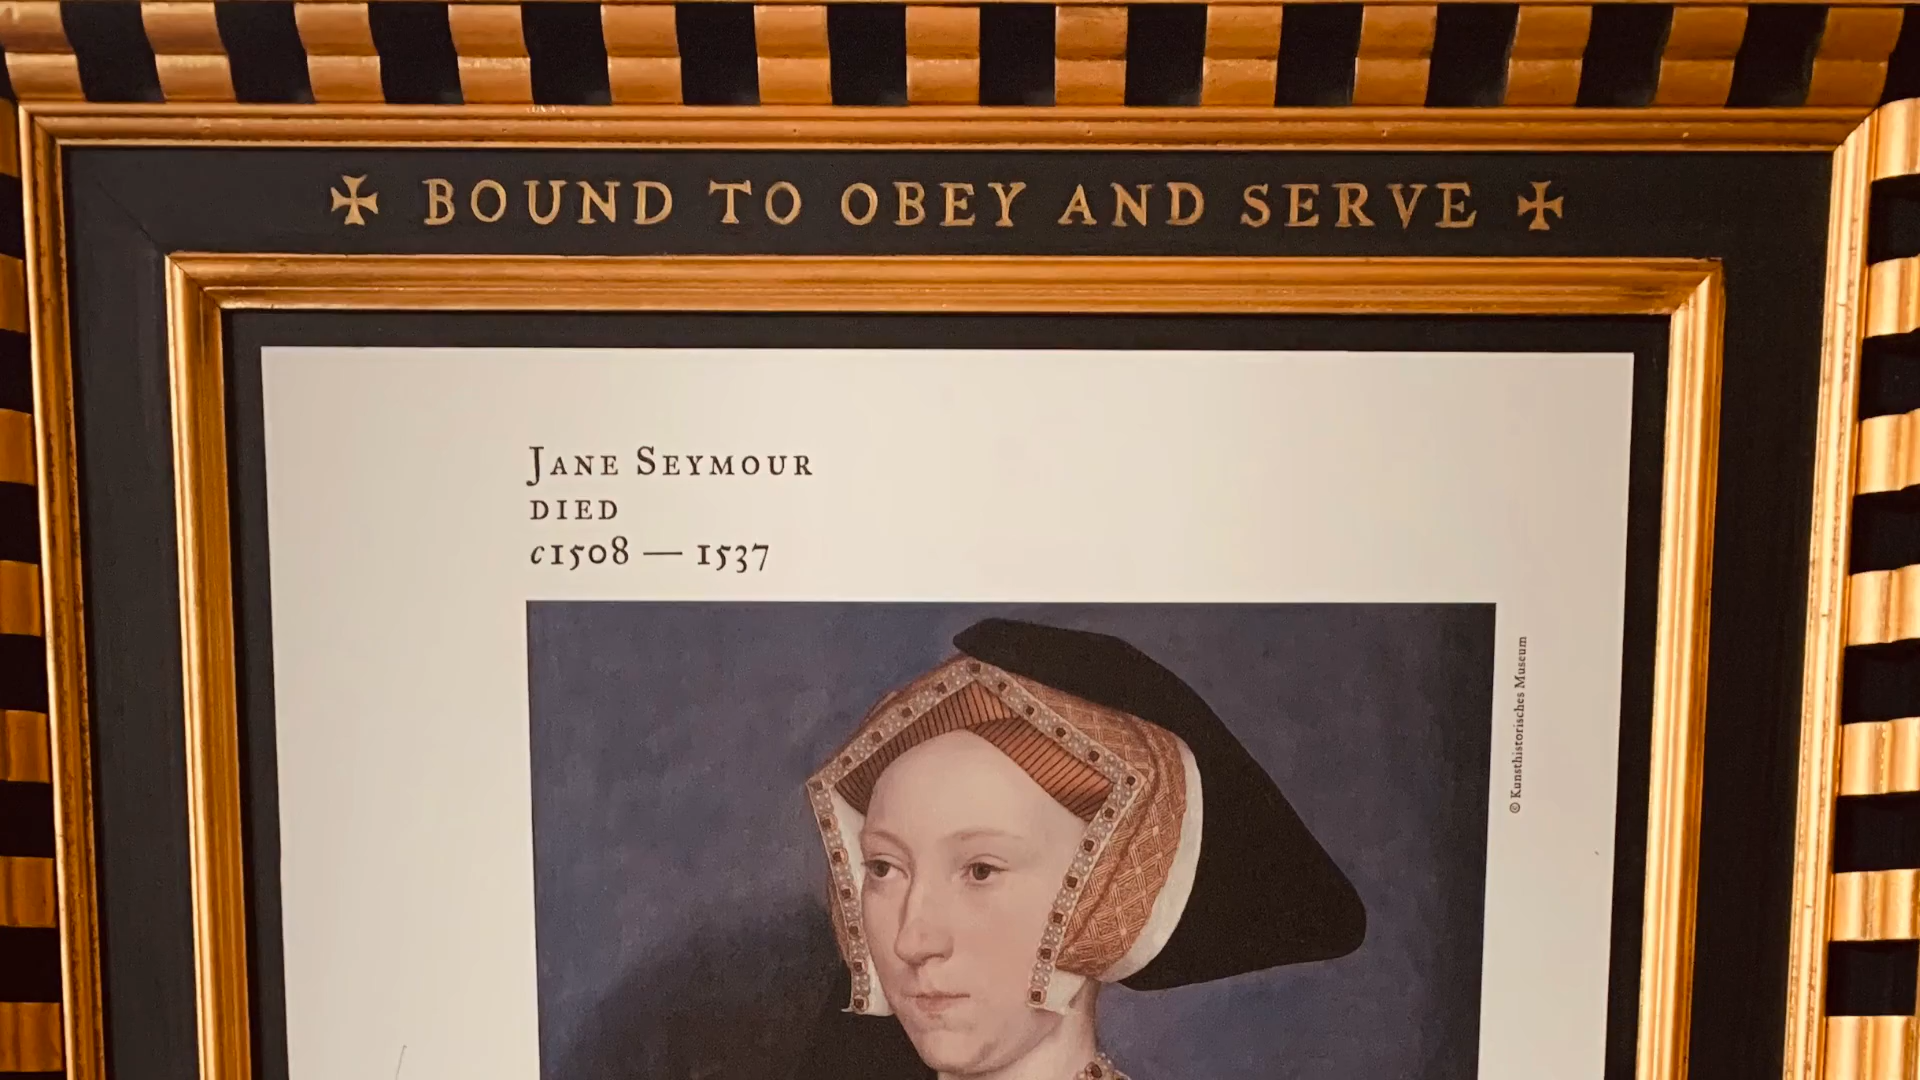 ✠ BOUND TO OBEY AND SERVE ✠
JANE SEYMOUR
DIED
c1508 — 1537
© Kunsthistorisches Museum